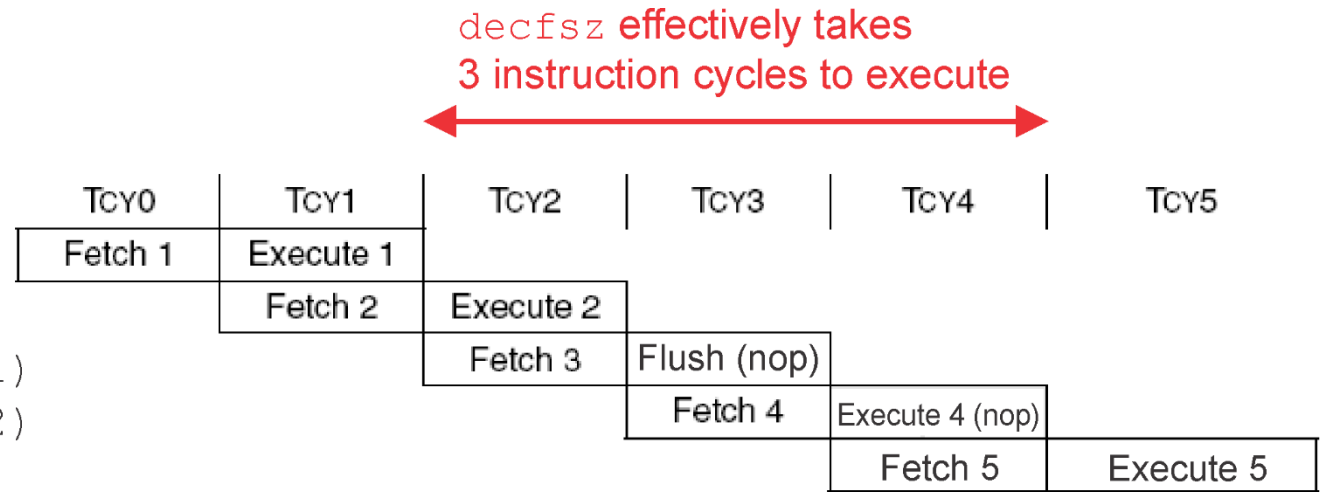 decfsz effectively takes
3 instruction cycles to execute
TCY0 TCY1 TCY2 TCY3 TCY4 TCY5
Fetch 1 Execute 1
Fetch 2 Execute 2
Fetch 3 Flush (nop)
)
Fetch 4 Execute 4 (nop)
2)
Fetch 5 Execute 5